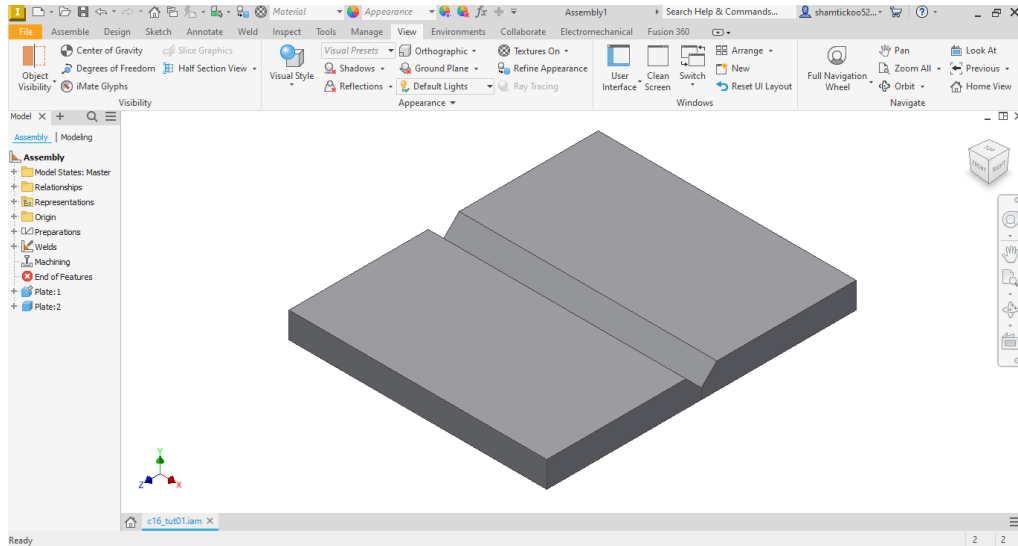 Material Appearance fx Assembly1 Search Help & Commands... shamtickoo52... ?
File Assemble Design Sketch Annotate Weld Inspect Tools Manage View Environments Collaborate Electromechanical Fusion 360
Object Visibility
Center of Gravity
Degrees of Freedom
iMate Glyphs
Slice Graphics
Half Section View
Visibility
Visual Style
Visual Presets
Shadows
Reflections
Orthographic
Ground Plane
Default Lights
Textures On
Refine Appearance
Ray Tracing
Appearance
User Interface
Clean Screen
Switch
Arrange
New
Reset UI Layout
Windows
Full Navigation Wheel
Pan
Zoom All
Orbit
Look At
Previous
Home View
Navigate
Model
Assembly Modeling
Assembly
Model States: Master
Relationships
Representations
Origin
Preparations
Welds
Machining
End of Features
Plate:1
Plate:2
TOP
FRONT RIGHT
Y
Z X
c16_tut01.iam
Ready 2 2